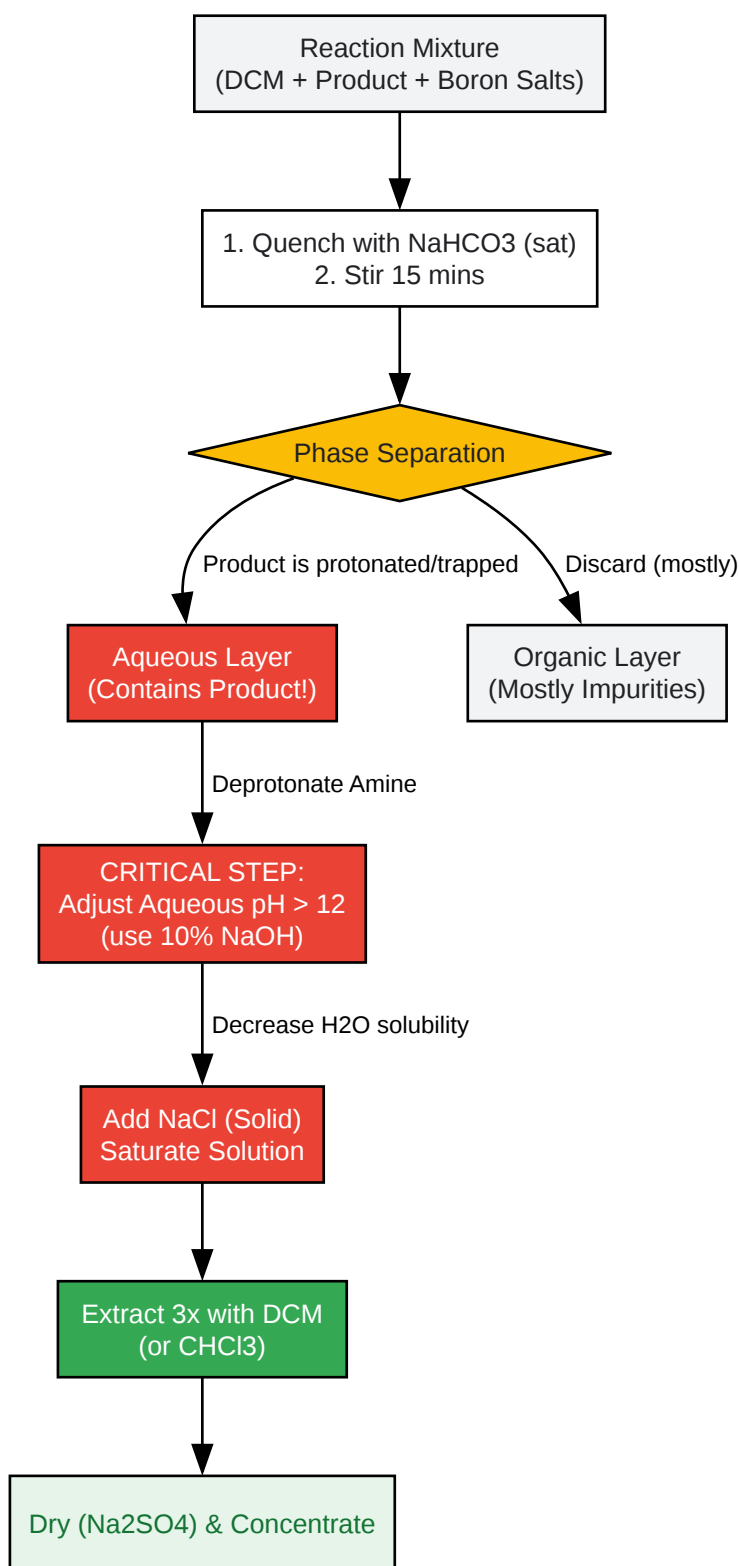 Reaction Mixture
(DCM + Product + Boron Salts)
1. Quench with NaHCO3 (sat)
2. Stir 15 mins
Phase Separation
Product is protonated/trapped
Discard (mostly)
Aqueous Layer
(Contains Product!)
Organic Layer
(Mostly Impurities)
Deprotonate Amine
CRITICAL STEP:
Adjust Aqueous pH > 12
(use 10% NaOH)
Decrease H2O solubility
Add NaCl (Solid)
Saturate Solution
Extract 3x with DCM
(or CHCl3)
Dry (Na2SO4) & Concentrate